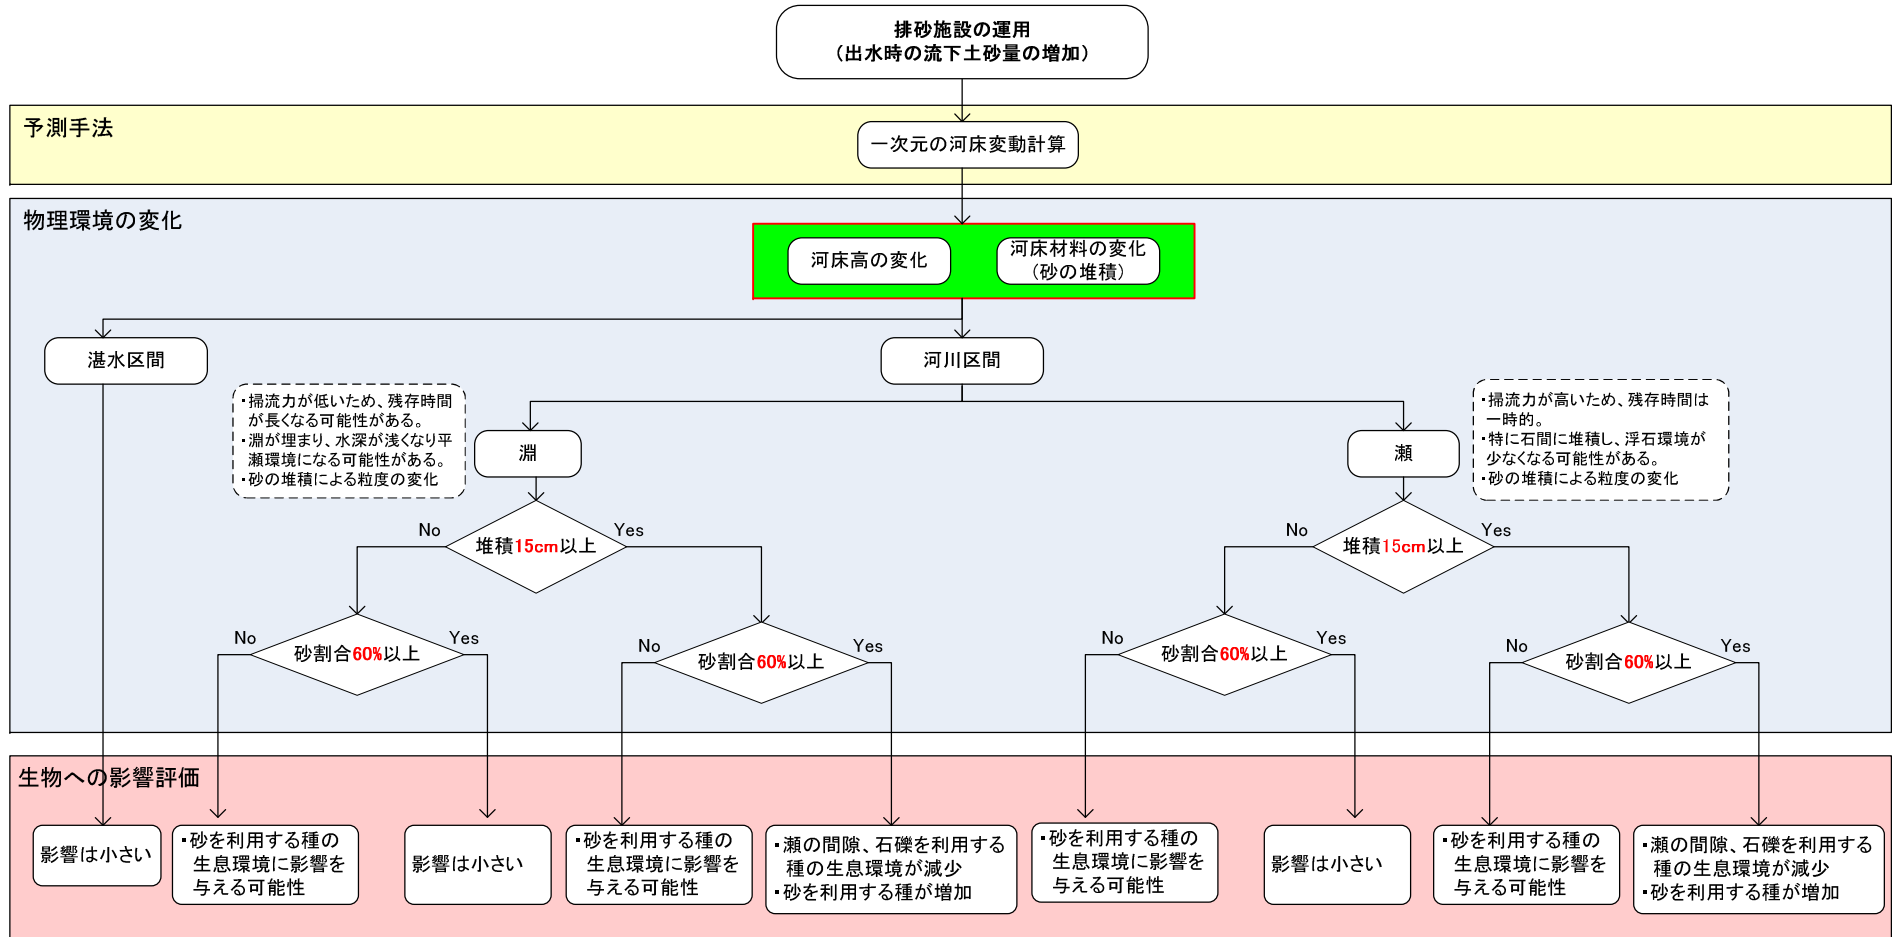 排砂施設の運用
（出水時の流下土砂量の増加）
予測手法
一次元の河床変動計算
物理環境の変化
河床高の変化
河床材料の変化
（砂の堆積）
湛水区間
河川区間
・掃流力が低いため、残存時間
が長くなる可能性がある。
・淵が埋まり、水深が浅くなり平
瀬環境になる可能性がある。
・砂の堆積による粒度の変化
淵
瀬
・掃流力が高いため、残存時間は
一時的。
・特に石間に堆積し、浮石環境が
少なくなる可能性がある。
・砂の堆積による粒度の変化
No
堆積15cm以上
Yes
No
堆積15cm以上
Yes
No
砂割合60%以上
Yes
No
砂割合60%以上
Yes
No
砂割合60%以上
Yes
No
砂割合60%以上
Yes
生物への影響評価
影響は小さい
・砂を利用する種の
生息環境に影響を
与える可能性
影響は小さい
・砂を利用する種の
生息環境に影響を
与える可能性
・瀬の間隙、石礫を利用する
種の生息環境が減少
・砂を利用する種が増加
・砂を利用する種の
生息環境に影響を
与える可能性
影響は小さい
・砂を利用する種の
生息環境に影響を
与える可能性
・瀬の間隙、石礫を利用する
種の生息環境が減少
・砂を利用する種が増加